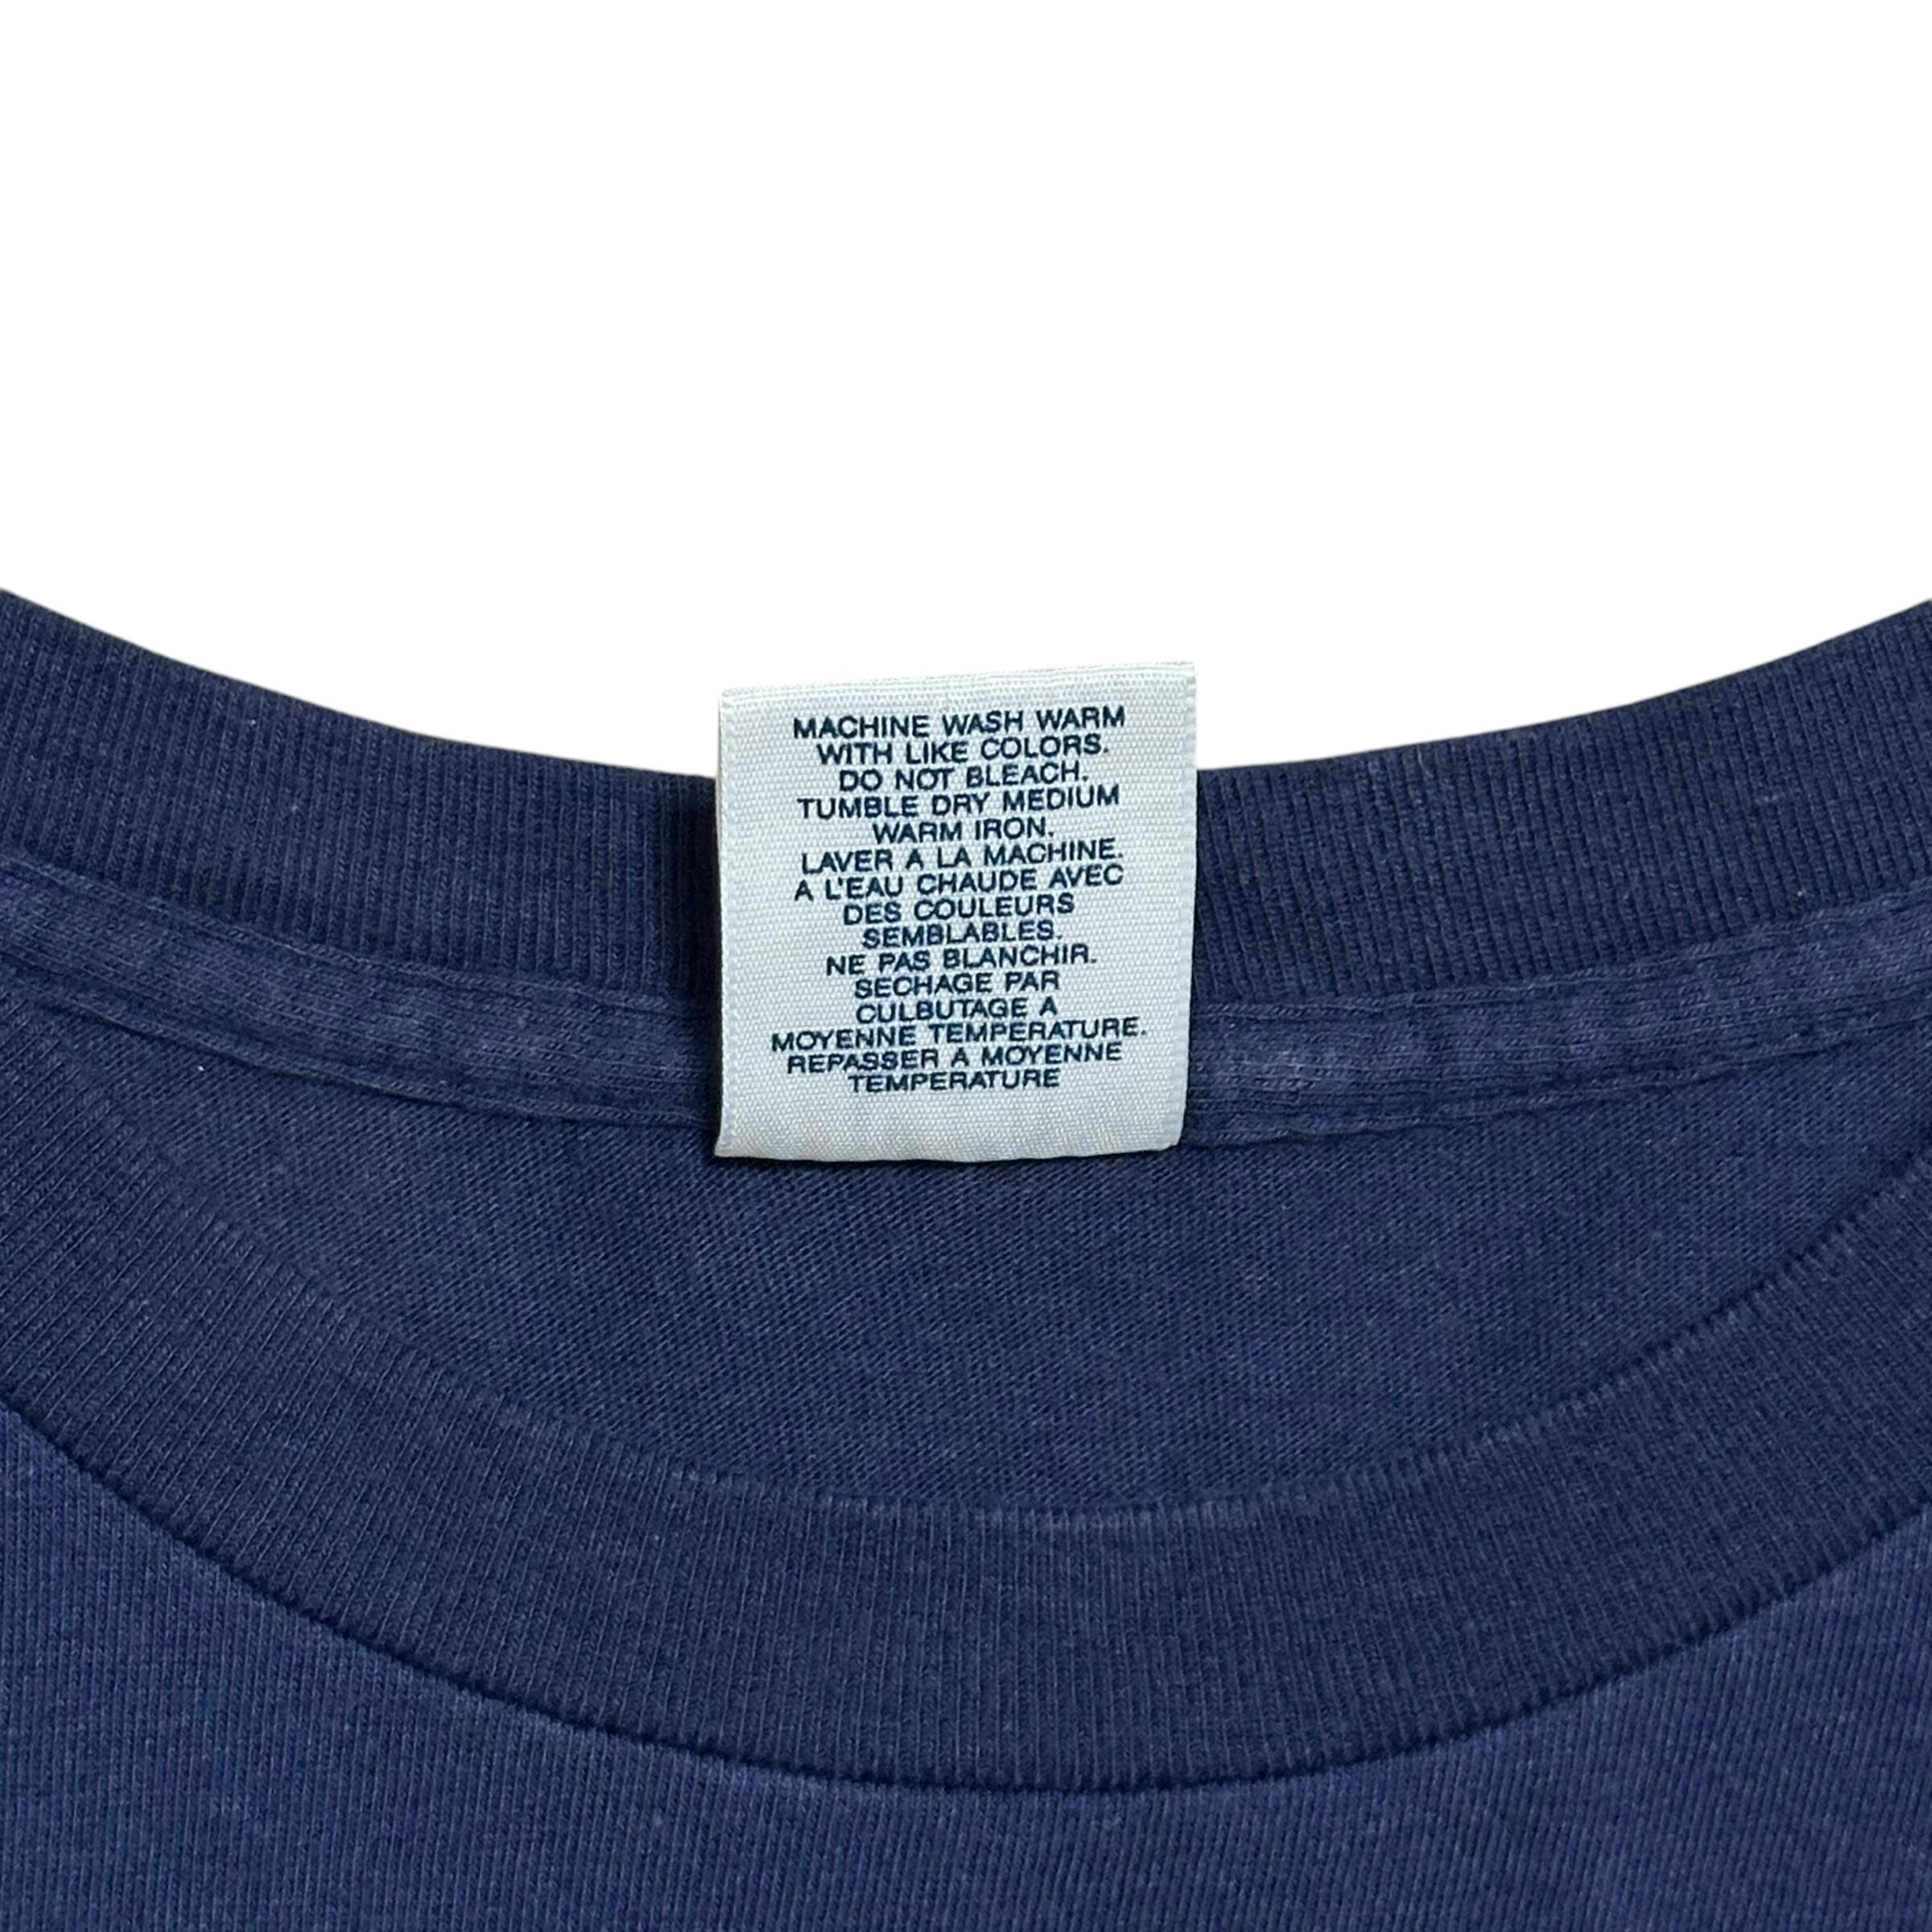 MACHINE WASH WARM
WITH LIKE COLORS.
DO NOT BLEACH.
TUMBLE DRY MEDIUM
WARM IRON.
LAVER A LA MACHINE.
A L'EAU CHAUDE AVEC
DES COULEURS
SEMBLABLES.
NE PAS BLANCHIR.
SECHAGE PAR
CULBUTAGE A
MOYENNE TEMPERATURE.
REPASSER A MOYENNE
TEMPERATURE